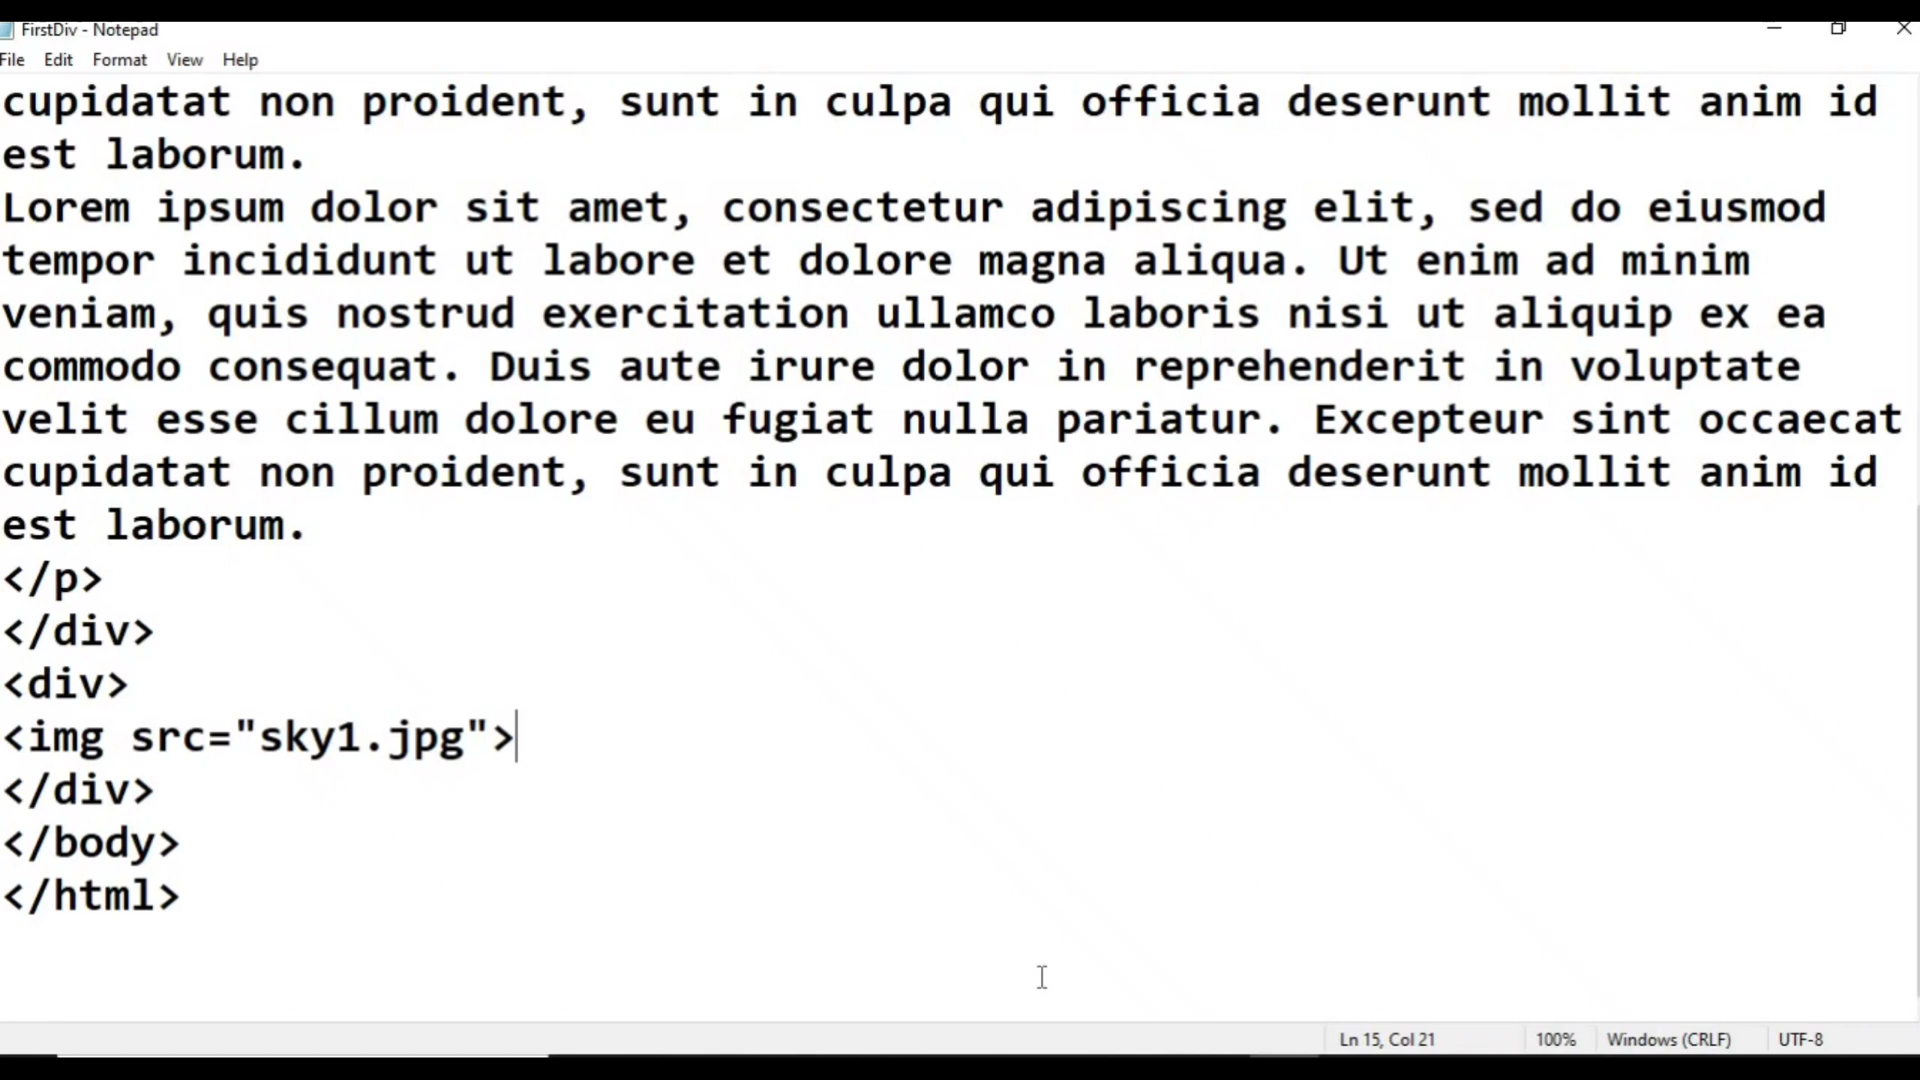 FirstDiv - Notepad
File Edit Format View Help
cupidatat non proident, sunt in culpa qui officia deserunt mollit anim id
est laborum.
Lorem ipsum dolor sit amet, consectetur adipiscing elit, sed do eiusmod
tempor incididunt ut labore et dolore magna aliqua. Ut enim ad minim
veniam, quis nostrud exercitation ullamco laboris nisi ut aliquip ex ea
commodo consequat. Duis aute irure dolor in reprehenderit in voluptate
velit esse cillum dolore eu fugiat nulla pariatur. Excepteur sint occaecat
cupidatat non proident, sunt in culpa qui officia deserunt mollit anim id
est laborum.
</p>
</div>
<div>
<img src="sky1.jpg">
</div>
</body>
</html>
Ln 15, Col 21 100% Windows (CRLF) UTF-8